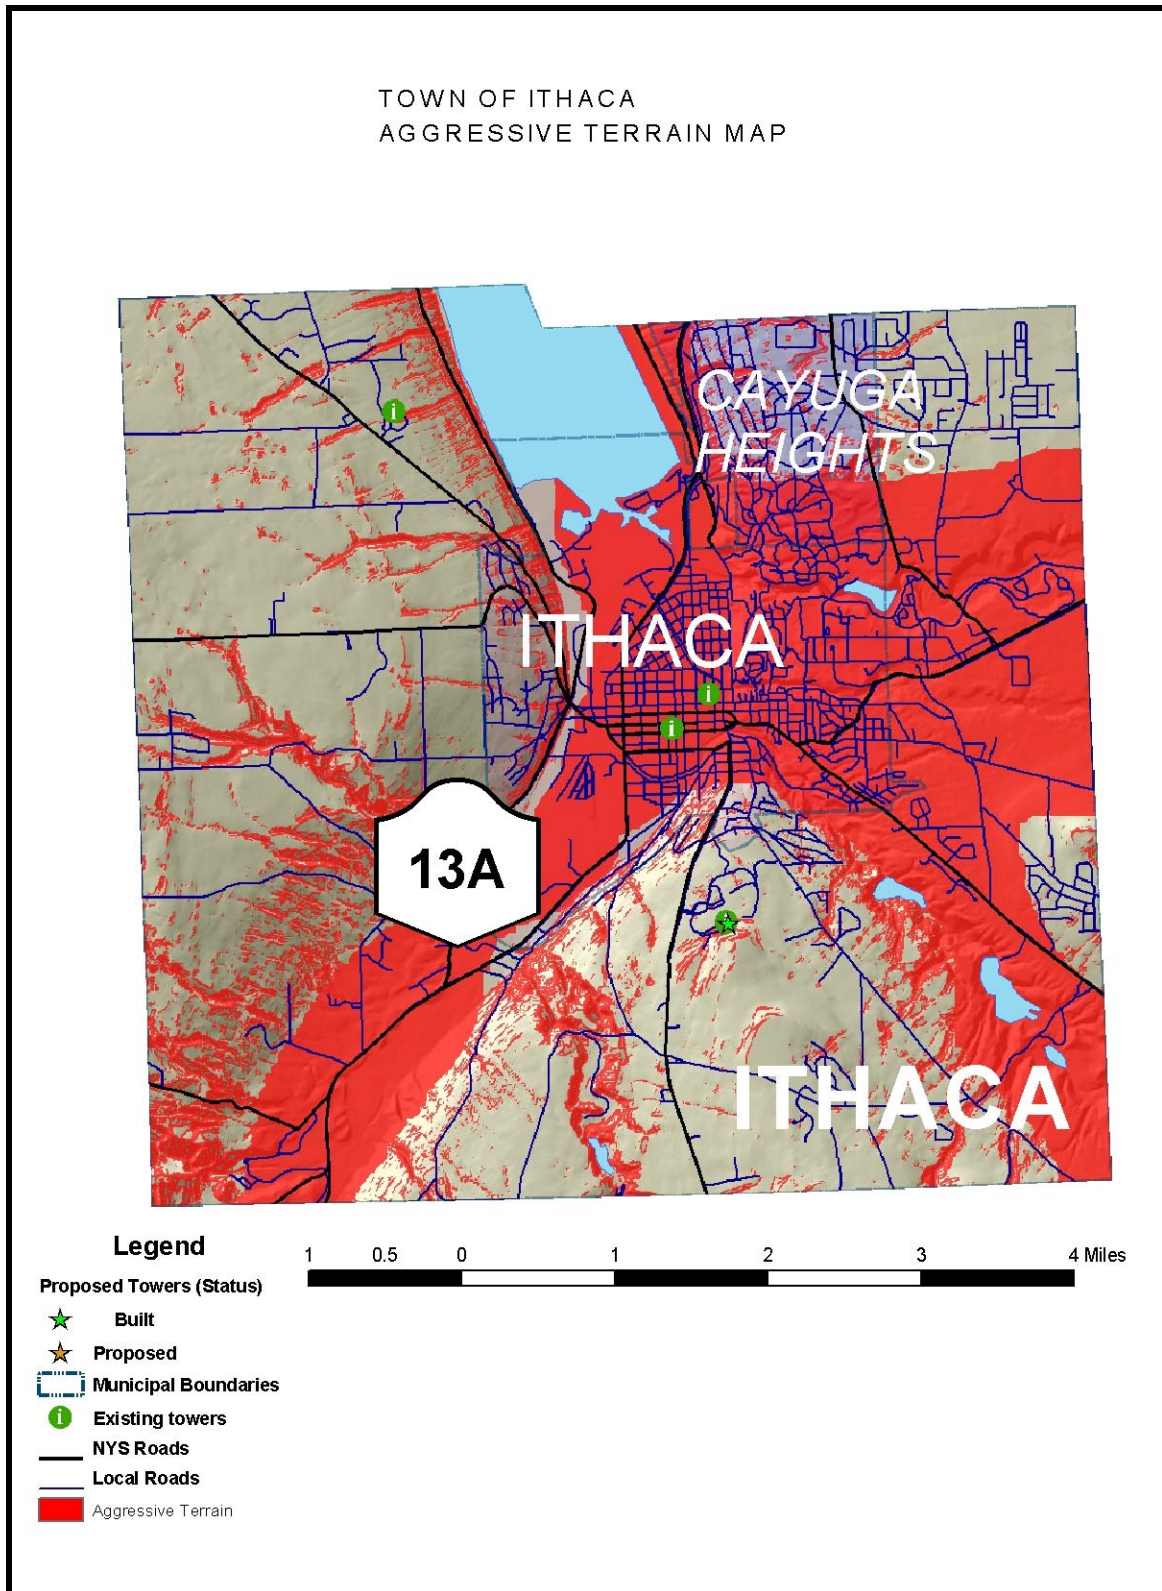 TOWN OF ITHACA
AGGRESSIVE TERRAIN MAP
CAYUGA
HEIGHTS
ITHACA
13A
ITHACA
Legend
1 0.5 0 1 2 3 4 Miles
Proposed Towers (Status)
Built
Proposed
Municipal Boundaries
i Existing towers
NYS Roads
Local Roads
Aggressive Terrain